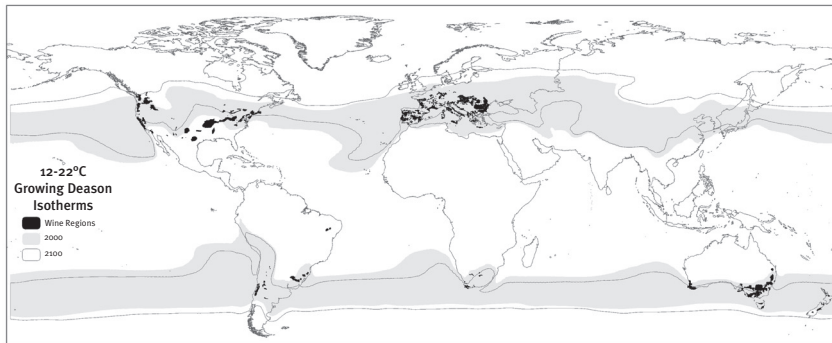 12-22°C
Growing Deason
Isotherms
Wine Regions
2000
2100